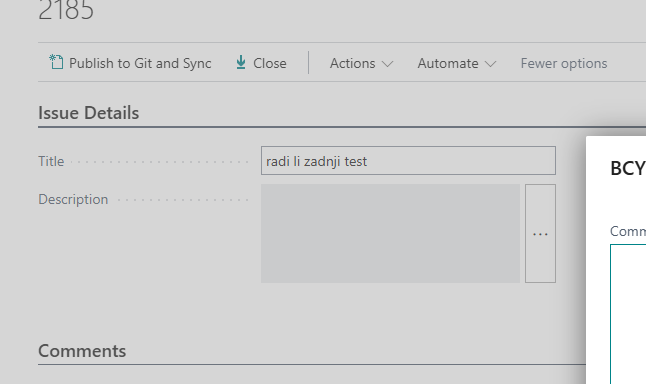 2185
Publish to Git and Sync Close Actions Automate Fewer options
Issue Details
Title radi li zadnji test
Description ...
Comments
BCY
Comm